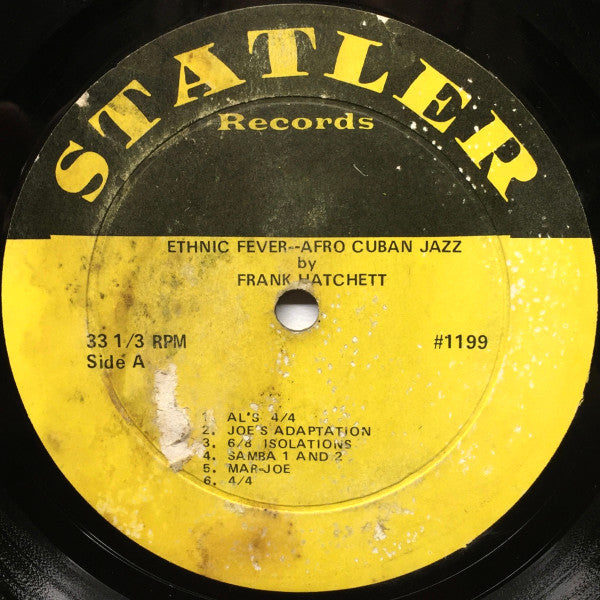 STATLER
Records
ETHNIC FEVER--AFRO CUBAN JAZZ
by
FRANK HATCHETT
33 1/3 RPM #1199
Side A
1. AL'S 4/4
2. JOE'S ADAPTATION
3. 6/8 ISOLATIONS
4. SAMBA 1 AND 2
5. MAR-JOE
6. 4/4